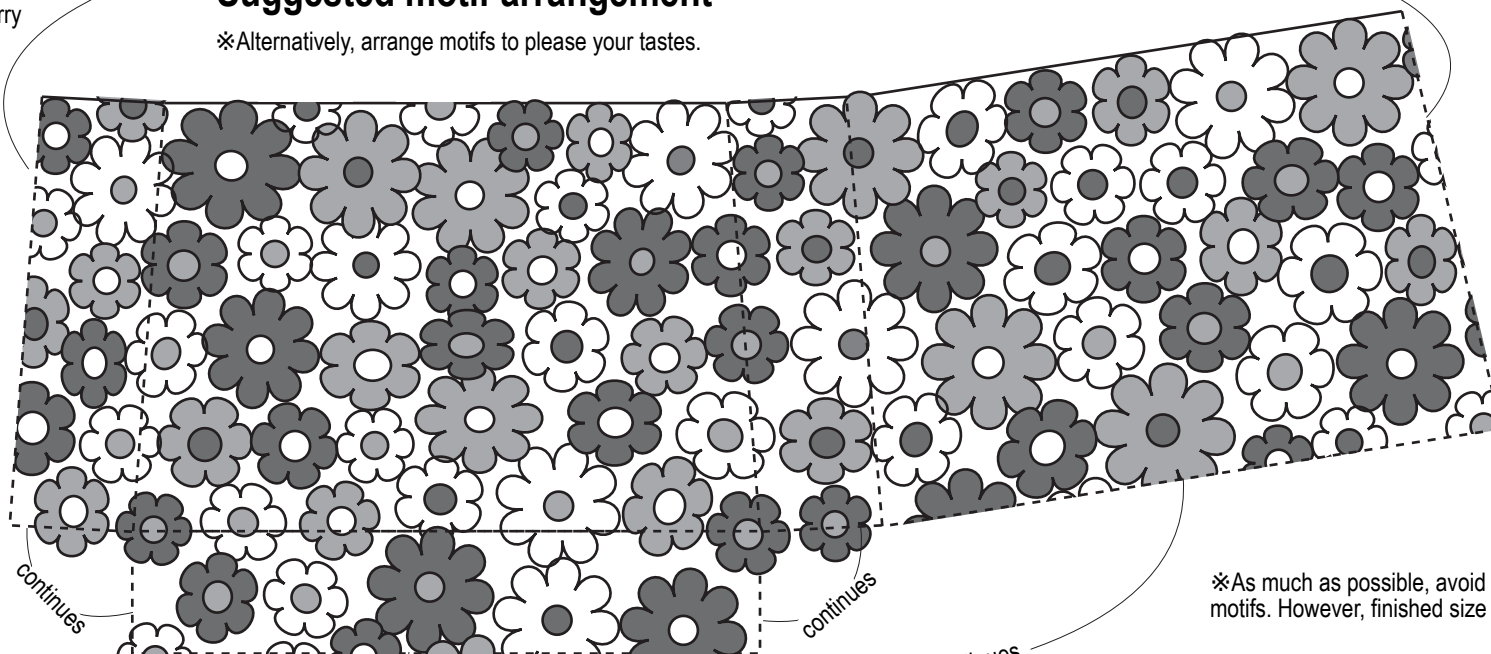 Suggested motif arrangement
※Alternatively, arrange motifs to please your tastes.
continues
continues
※As much as possible, avoid
motifs. However, finished size